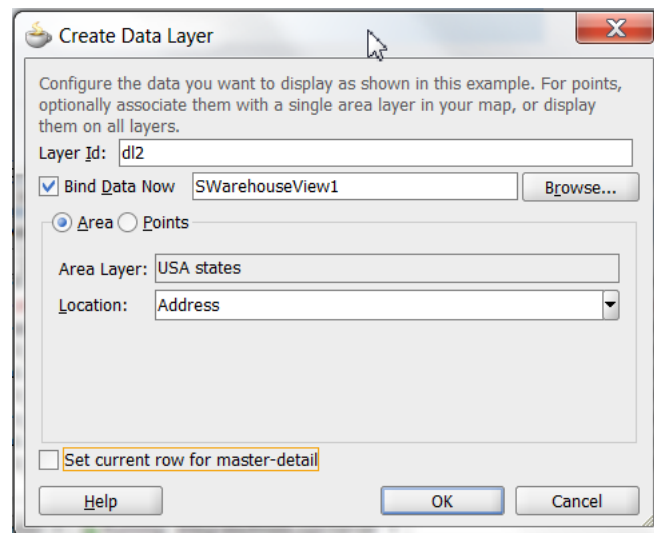 Create Data Layer
X
Configure the data you want to display as shown in this example. For points,
optionally associate them with a single area layer in your map, or display
them on all layers.
Layer Id: dl2
Bind Data Now SWarehouseView1 Browse...
Area Points
Area Layer: USA states
Location: Address
Set current row for master-detail
Help OK Cancel